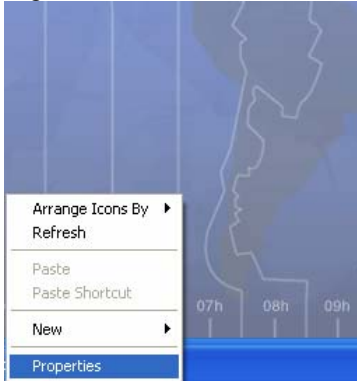 Arrange Icons By
Refresh
Paste
Paste Shortcut
New
Properties
07h 08h 09h